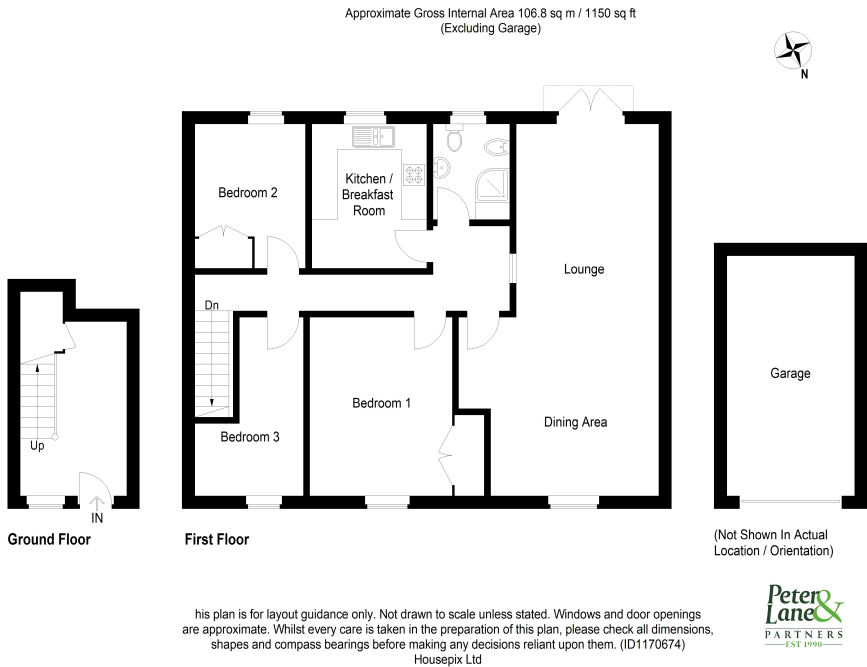 Approximate Gross Internal Area 106.8 sq m / 1150 sq ft
(Excluding Garage)
N
Bedroom 2
Kitchen /
Breakfast
Room
Lounge
Dn
Garage
Bedroom 1
Dining Area
Bedroom 3
Up
IN
Ground Floor
First Floor
(Not Shown In Actual
Location / Orientation)
Peter
Lane &
PARTNERS
EST 1990
his plan is for layout guidance only. Not drawn to scale unless stated. Windows and door openings
are approximate. Whilst every care is taken in the preparation of this plan, please check all dimensions,
shapes and compass bearings before making any decisions reliant upon them. (ID1170674)
Housepix Ltd